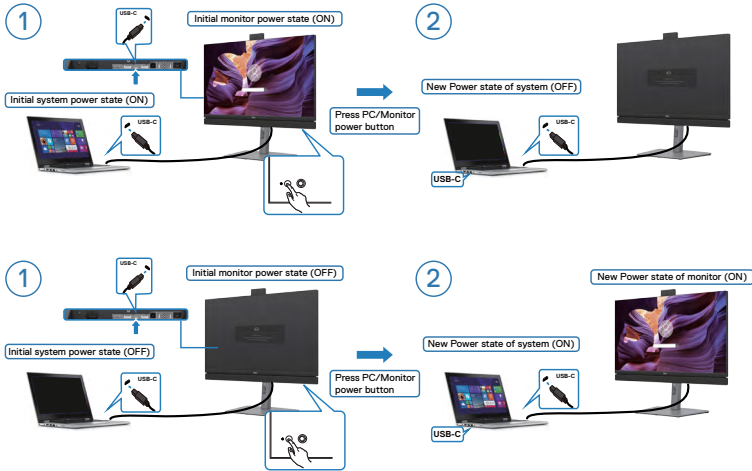 1
USB-C
Initial monitor power state (ON)
Initial system power state (ON)
USB-C
Press PC/Monitor
power button
2
New Power state of system (OFF)
USB-C
USB-C
1
USB-C
Initial monitor power state (OFF)
Initial system power state (OFF)
USB-C
Press PC/Monitor
power button
2
New Power state of monitor (ON)
New Power state of system (ON)
USB-C
USB-C